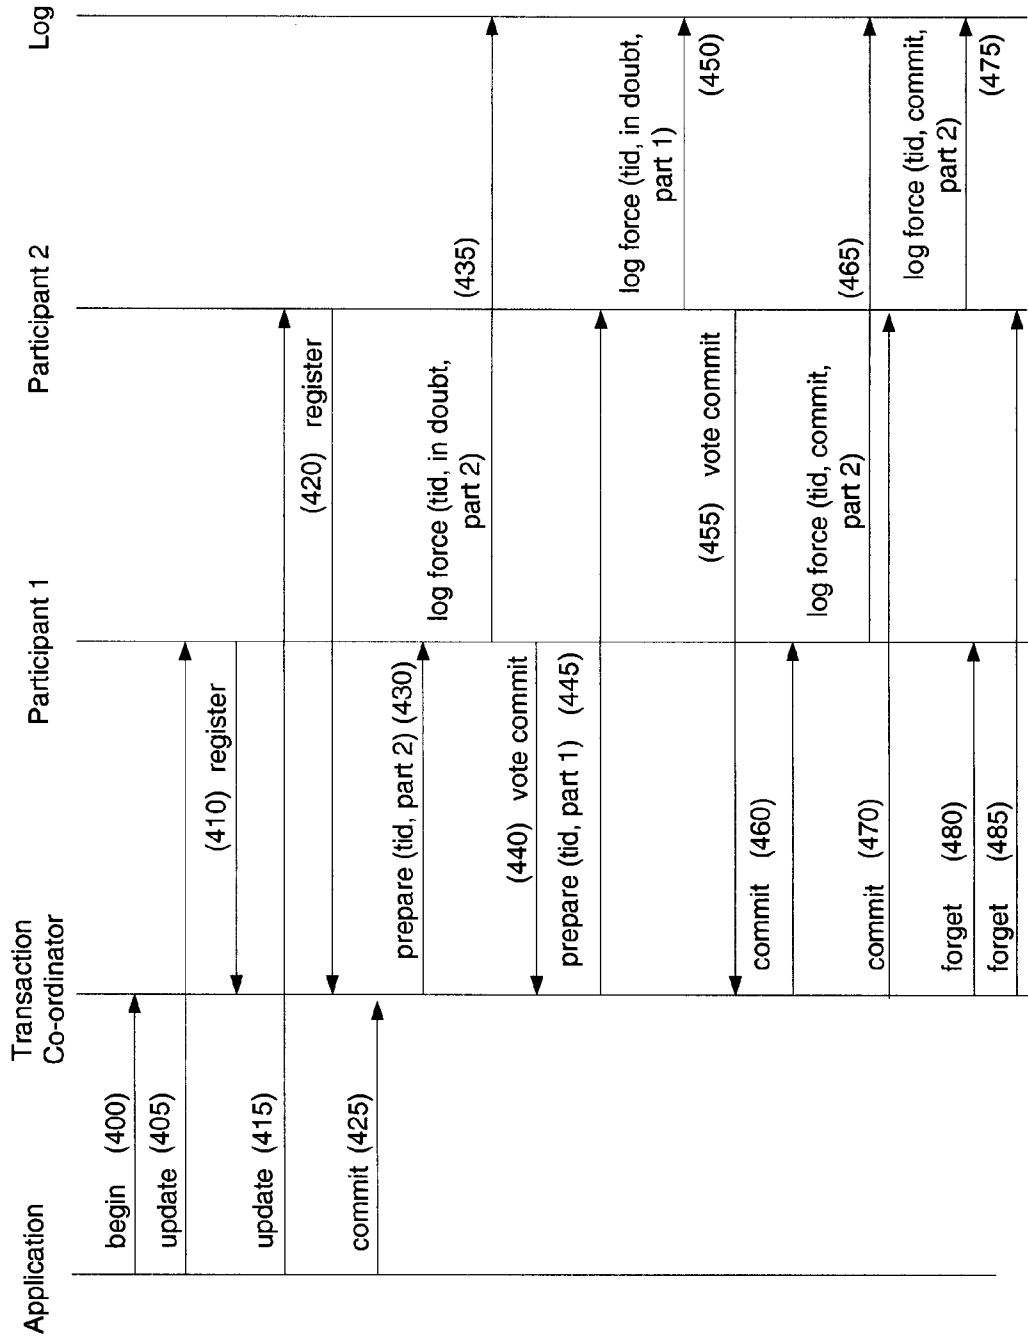 Application
Transaction
Co-ordinator
Participant 1
Participant 2
Log
begin (400)
update (405)
(410) register
update (415)
(420) register
commit (425)
prepare (tid, part 2) (430)
log force (tid, in doubt,
part 2)
(435)
(440) vote commit
prepare (tid, part 1) (445)
log force (tid, in doubt,
part 1)
(450)
(455) vote commit
commit (460)
log force (tid, commit,
part 2)
(465)
commit (470)
log force (tid, commit,
part 2)
(475)
forget (480)
forget (485)